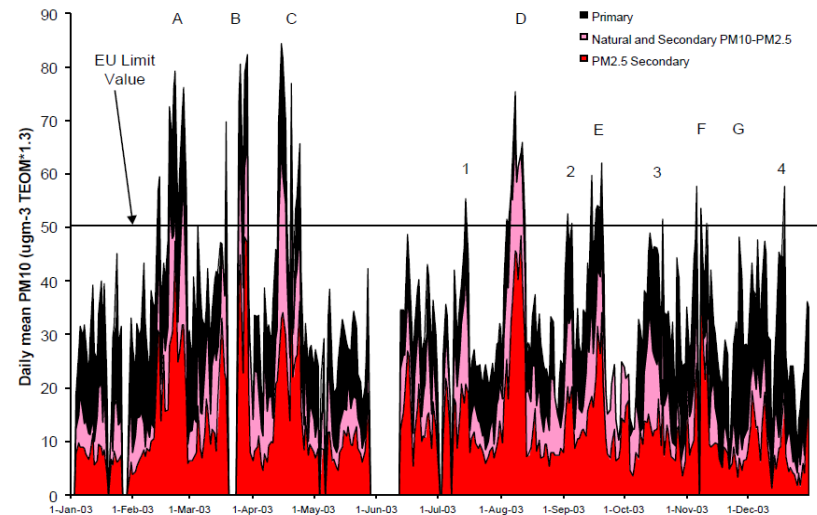 90
80
70
60
50
40
30
20
10
0
Daily mean PM10 (ugm-3 TEOM*1.3)
A
B
C
D
Primary
Natural and Secondary PM10-PM2.5
PM2.5 Secondary
EU Limit
Value
E
F
G
1
2
3
4
1-Jan-03
1-Feb-03
1-Mar-03
1-Apr-03
1-May-03
1-Jun-03
1-Jul-03
1-Aug-03
1-Sep-03
1-Oct-03
1-Nov-03
1-Dec-03